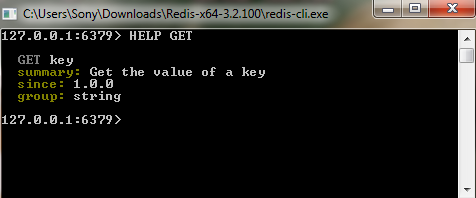 C:\Users\Sony\Downloads\Redis-x64-3.2.100\redis-cli.exe
127.0.0.1:6379> HELP GET
GET key
summary: Get the value of a key
since: 1.0.0
group: string
127.0.0.1:6379>